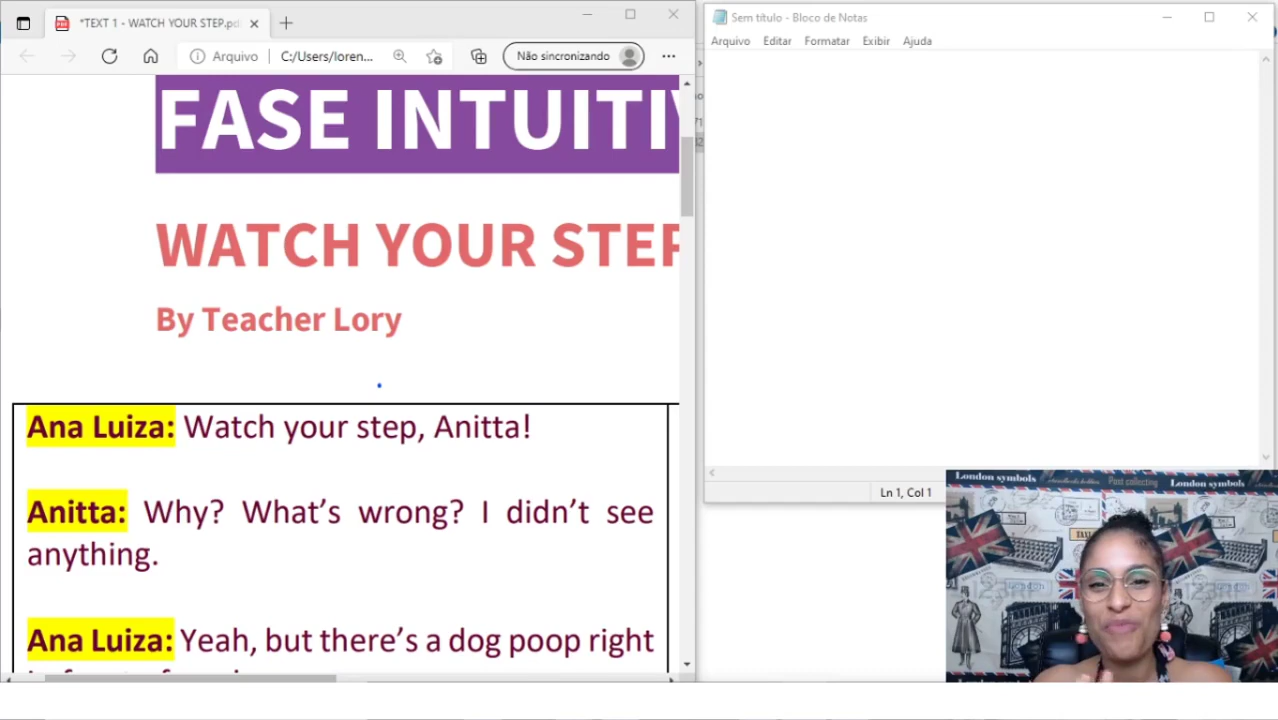 *TEXT 1 - WATCH YOUR STEP.pd
Arquivo
C:/Users/loren...
Não sincronizando
FASE INTUITIV
WATCH YOUR STEP
By Teacher Lory
Ana Luiza: Watch your step, Anitta!
Anitta: Why? What's wrong? I didn't see
anything.
Ana Luiza: Yeah, but there's a dog poop right
Sem título - Bloco de Notas
Arquivo Editar Formatar Exibir Ajuda
Ln 1, Col 1
London symbols Post collecting London symbols
TAXI